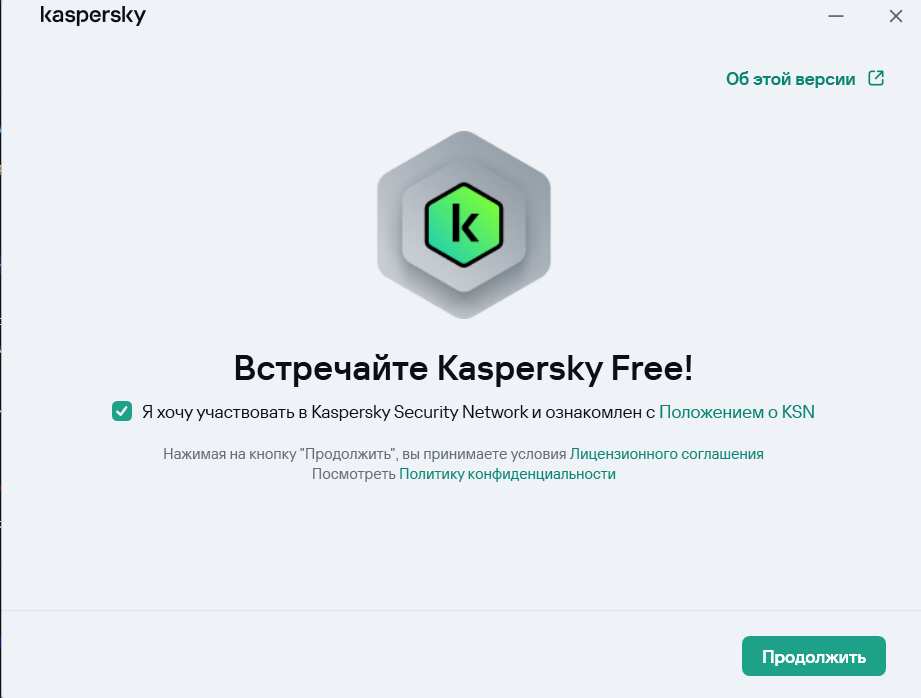 kaspersky
Об этой версии
k
Встречайте Kaspersky Free!
Я хочу участвовать в Kaspersky Security Network и ознакомлен с Положением о KSN
Нажимая на кнопку "Продолжить", вы принимаете условия Лицензионного соглашения
Посмотреть Политику конфиденциальности
Продолжить